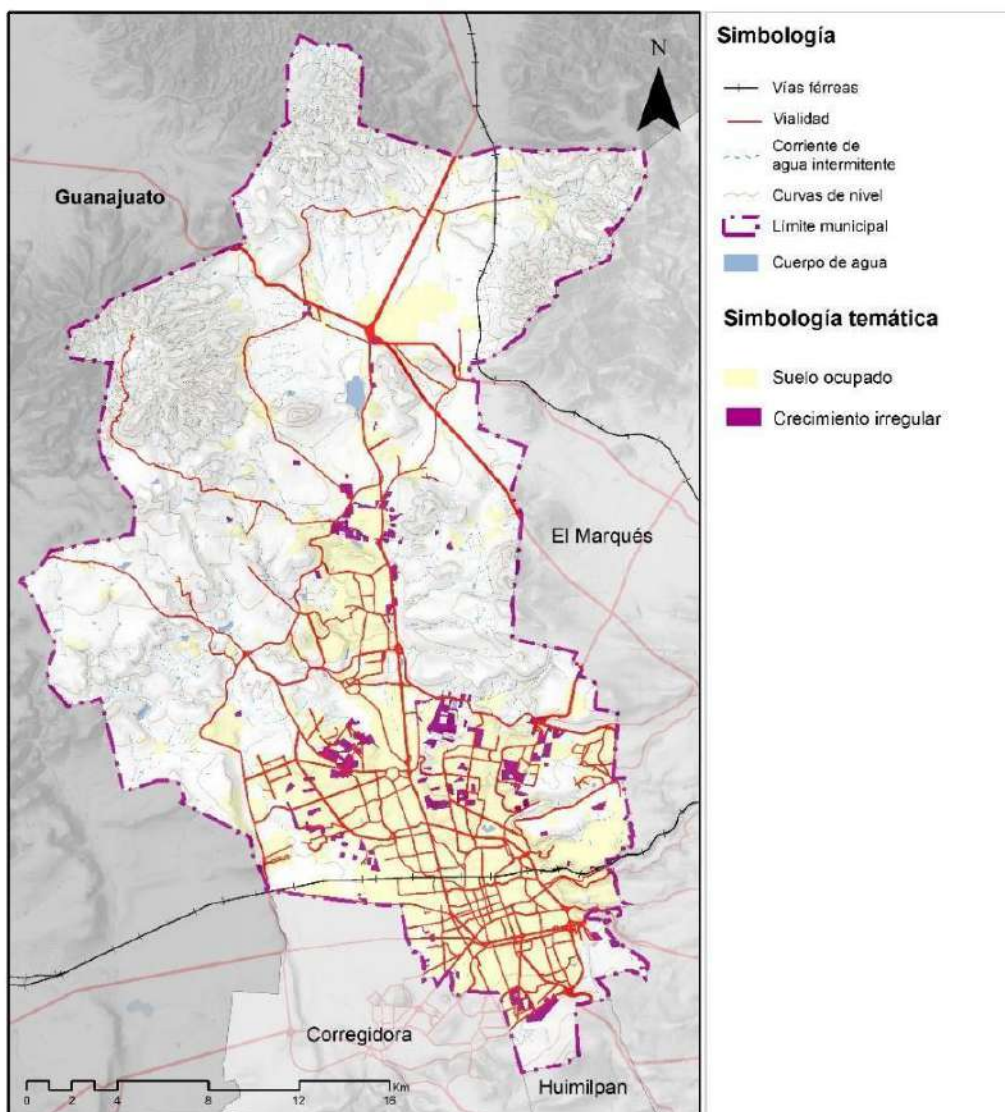 N
Guanajuato
El Marqués
Corregidora
Huimilpan
0 2 4 8 12 16 Km
Simbología
Vías férreas
Vialidad
Corriente de
agua intermitente
Curvas de nivel
Límite municipal
Cuerpo de agua
Simbología temática
Suelo ocupado
Crecimiento irregular